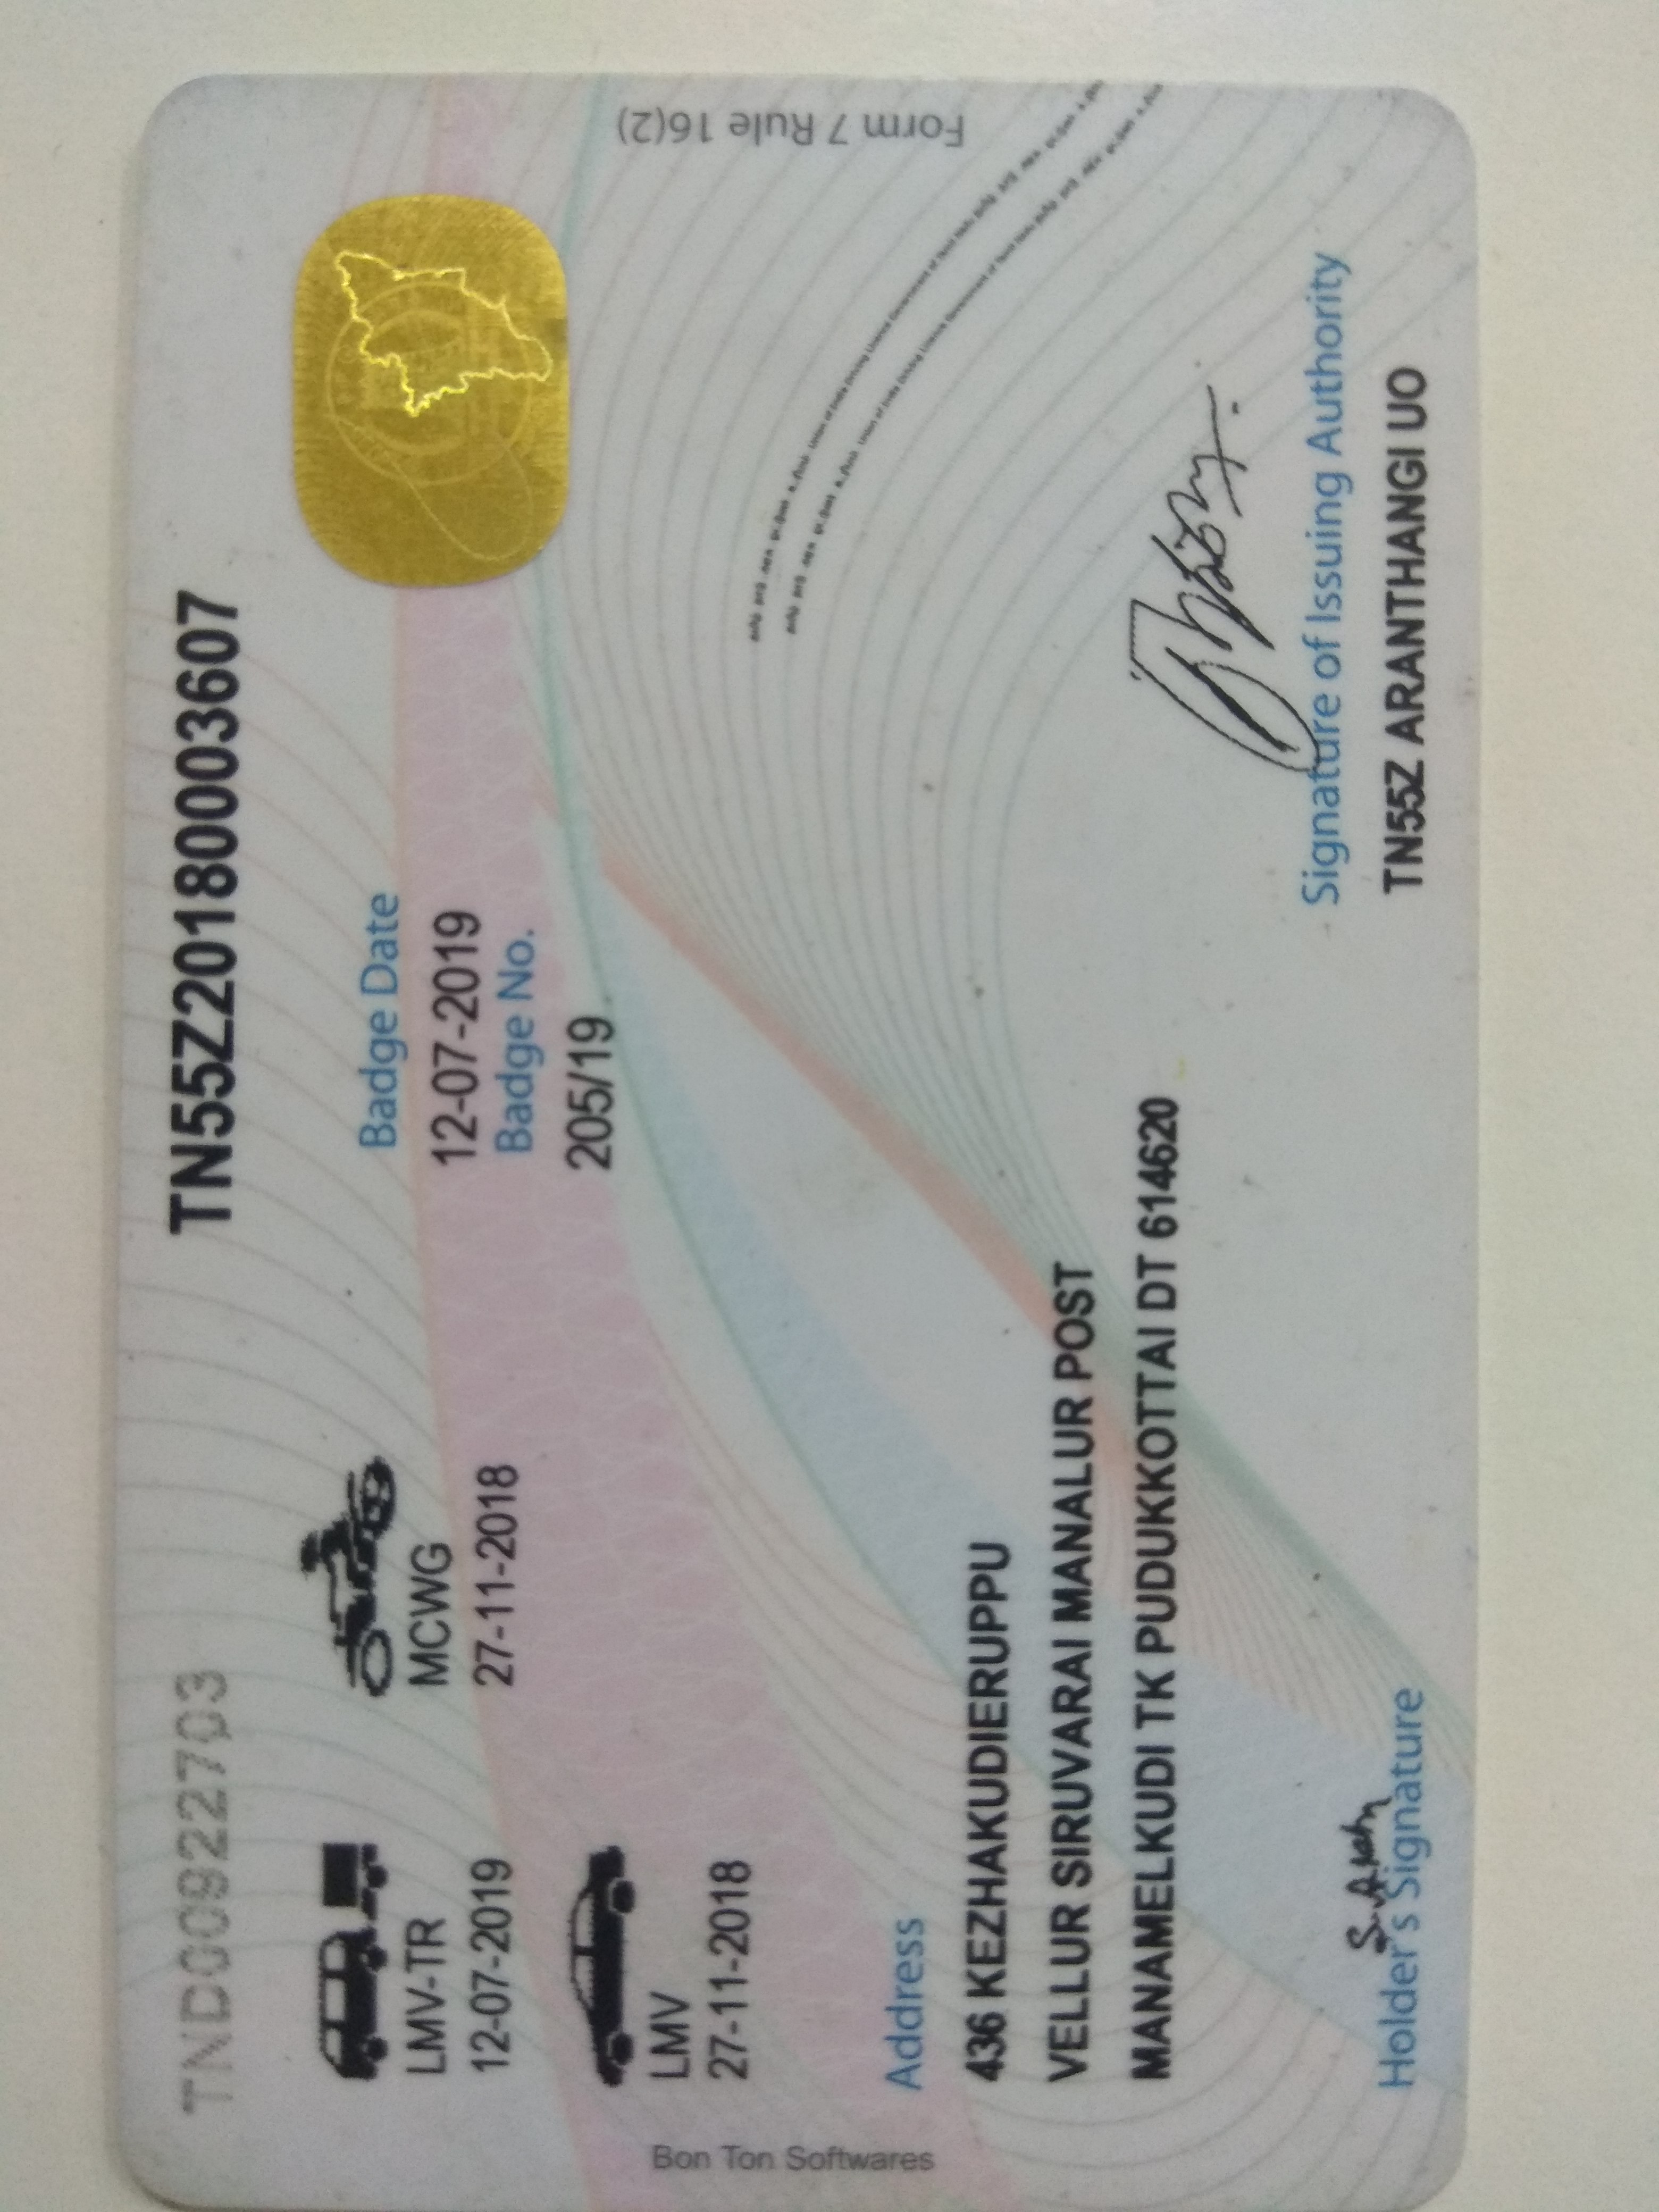 TND00922703
TN55Z20180003607
LMV-TR
12-07-2019
MCWG
27-11-2018
Badge Date
12-07-2019
Badge No.
205/19
LMV
27-11-2018
Address
436 KEZHAKUDIERUPPU
VELLUR SIRUVARAI MANALUR POST
MANAMELKUDI TK PUDUKKOTTAI DT 614620
Holder's Signature
Signature of Issuing Authority
TN55Z ARANTHANGI UO
Form 7 Rule 16(2)
Bon Ton Softwares